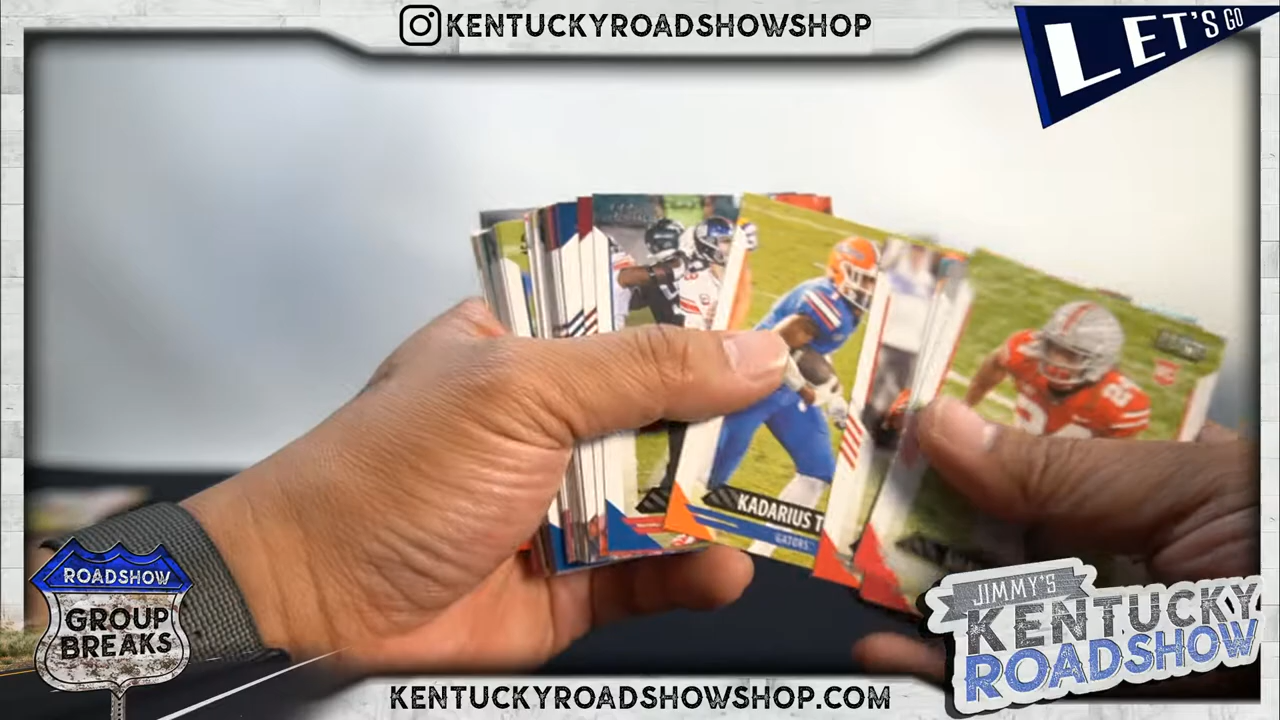 KENTUCKYROADSHOWSHOP
LET'S GO
KADARIUS T
GATORS
ROADSHOW
GROUP
BREAKS
JIMMY'S
KENTUCKY
ROADSHOW
KENTUCKYROADSHOWSHOP.COM